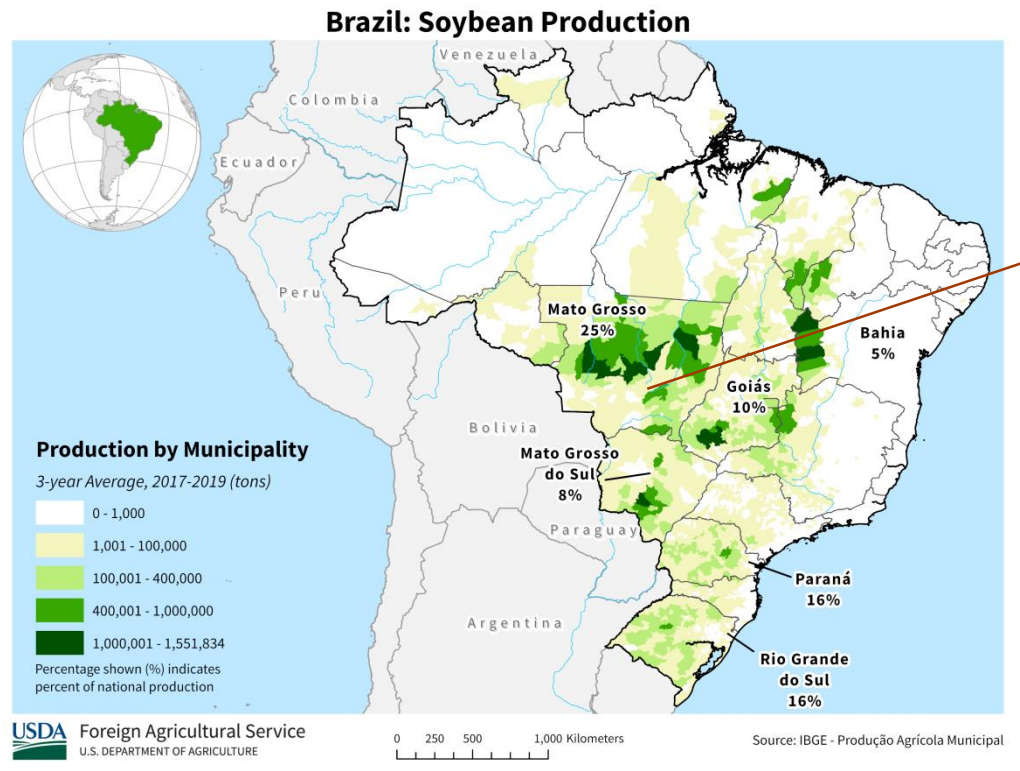 Brazil: Soybean Production
Venezuela
Colombia
Ecuador
Peru
Mato Grosso
25%
Bahia
5%
Goiás
10%
Bolivia
Mato Grosso
do Sul
8%
Paraguay
Paraná
16%
Argentina
Rio Grande
do Sul
16%
Production by Municipality
3-year Average, 2017-2019 (tons)
0 - 1,000
1,001 - 100,000
100,001 - 400,000
400,001 - 1,000,000
1,000,001 - 1,551,834
Percentage shown (%) indicates
percent of national production
USDA
Foreign Agricultural Service
U.S. DEPARTMENT OF AGRICULTURE
0 250 500 1,000 Kilometers
Source: IBGE - Produção Agrícola Municipal